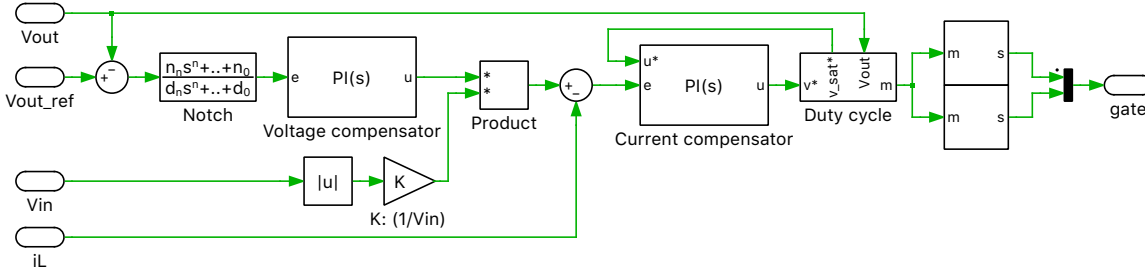 Vout
Vout_ref
+
−
nₙsⁿ+..+n₀
dₙsⁿ+..+d₀
Notch
e
PI(s)
u
Voltage compensator
*
*
Product
+
−
u*
e
PI(s)
u
Current compensator
v*
v_sat*
Vout
m
Duty cycle
m
s
m
s
gate
Vin
|u|
K
K: (1/Vin)
iL